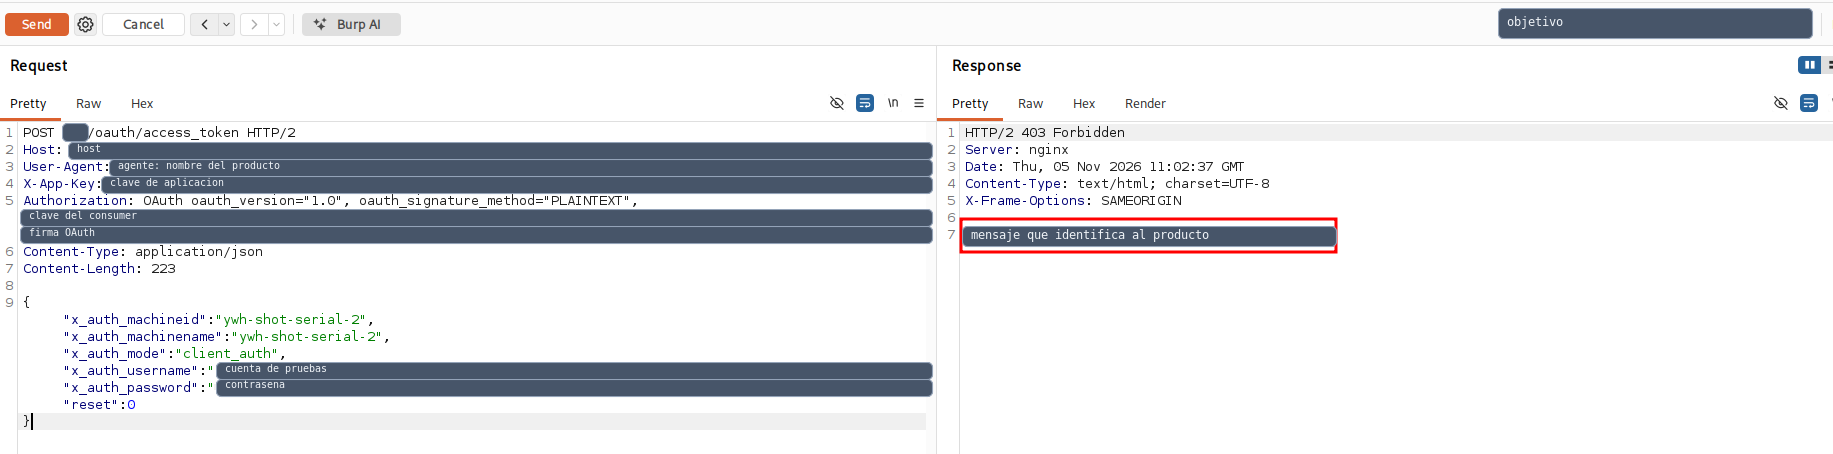 Send
Cancel
Burp AI
objetivo
Request
Pretty Raw Hex
\n
1 POST /oauth/access_token HTTP/2
2 Host: host
3 User-Agent: agente: nombre del producto
4 X-App-Key: clave de aplicacion
5 Authorization: OAuth oauth_version="1.0", oauth_signature_method="PLAINTEXT",
clave del consumer
firma OAuth
6 Content-Type: application/json
7 Content-Length: 223
8
9 {
"x_auth_machineid":"ywh-shot-serial-2",
"x_auth_machinename":"ywh-shot-serial-2",
"x_auth_mode":"client_auth",
"x_auth_username":" cuenta de pruebas
"x_auth_password":" contrasena
"reset":0
}
Response
Pretty Raw Hex Render
1 HTTP/2 403 Forbidden
2 Server: nginx
3 Date: Thu, 05 Nov 2026 11:02:37 GMT
4 Content-Type: text/html; charset=UTF-8
5 X-Frame-Options: SAMEORIGIN
6
7 mensaje que identifica al producto